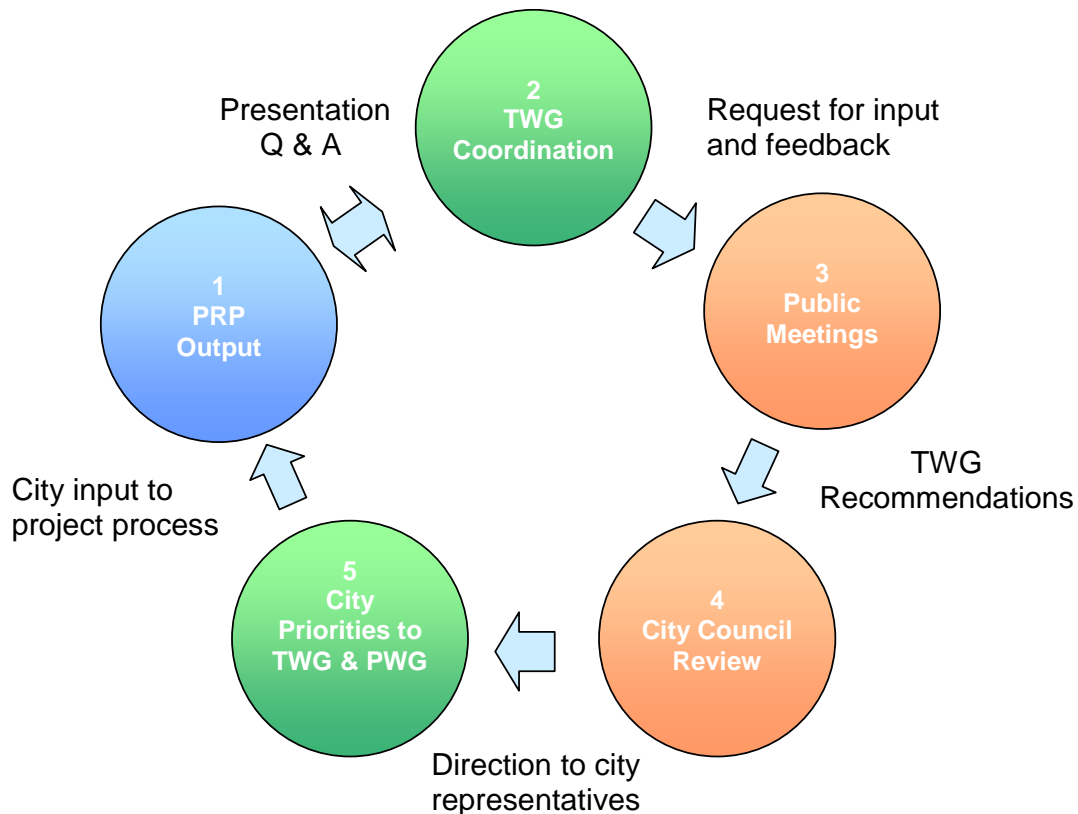 2
TWG
Coordination
Presentation
Q & A
Request for input
and feedback
1
PRP
Output
3
Public
Meetings
City input to
project process
TWG
Recommendations
5
City
Priorities to
TWG & PWG
4
City Council
Review
Direction to city
representatives